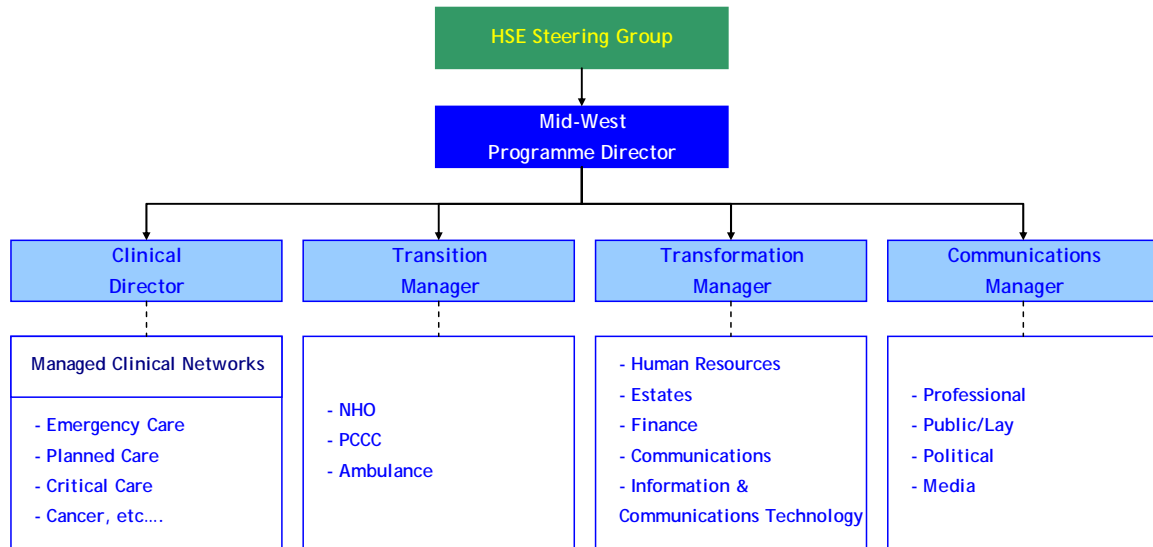 HSE Steering Group
Mid-West
Programme Director
Clinical
Director
Transition
Manager
Transformation
Manager
Communications
Manager
Managed Clinical Networks
- Emergency Care
- Planned Care
- Critical Care
- Cancer, etc....
- NHO
- PCCC
- Ambulance
- Human Resources
- Estates
- Finance
- Communications
- Information &
Communications Technology
- Professional
- Public/Lay
- Political
- Media